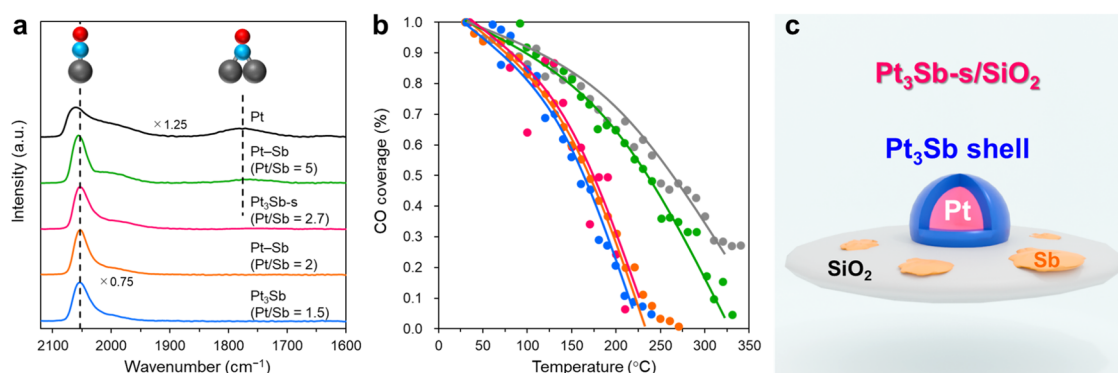 a
Intensity (a.u.)
× 1.25
Pt
Pt–Sb
(Pt/Sb = 5)
Pt₃Sb-s
(Pt/Sb = 2.7)
Pt–Sb
(Pt/Sb = 2)
× 0.75
Pt₃Sb
(Pt/Sb = 1.5)
2100 2000 1900 1800 1700 1600
Wavenumber (cm⁻¹)
b
CO coverage (%)
1.0
0.9
0.8
0.7
0.6
0.5
0.4
0.3
0.2
0.1
0.0
0 50 100 150 200 250 300 350
Temperature (°C)
c
Pt₃Sb-s/SiO₂
Pt₃Sb shell
Pt
SiO₂
Sb